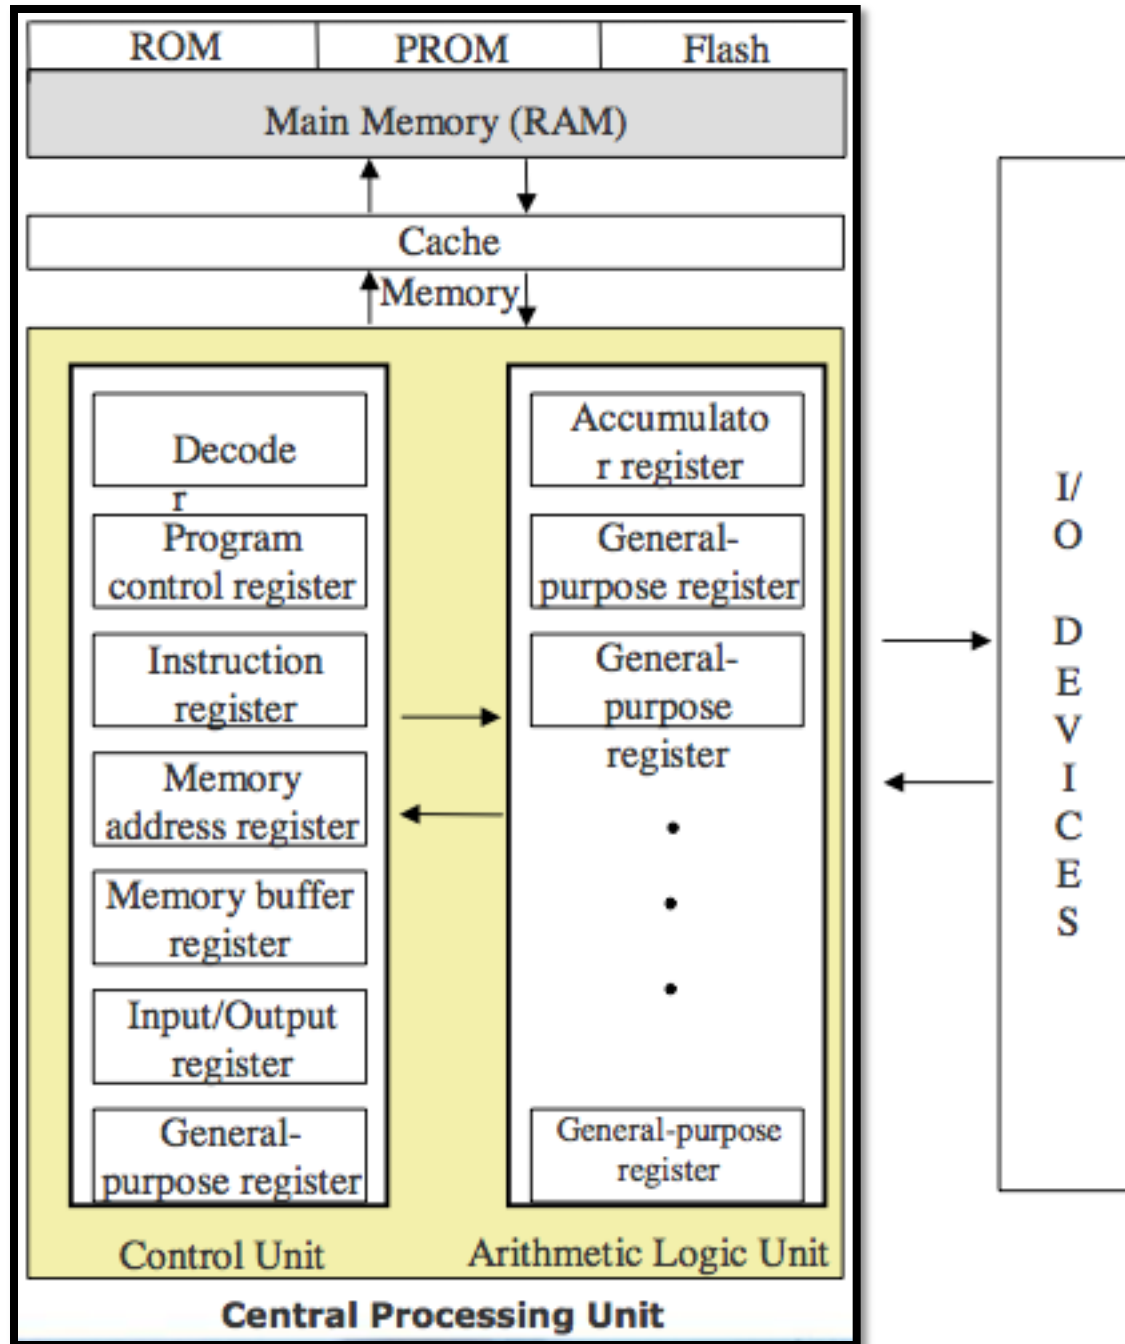 ROM PROM Flash
Main Memory (RAM)
Cache
Memory
Decode
r
Program
control register
Instruction
register
Memory
address register
Memory buffer
register
Input/Output
register
General-
purpose register
Control Unit
Accumulato
r register
General-
purpose register
General-
purpose
register
General-purpose
register
Arithmetic Logic Unit
Central Processing Unit
I/
O
D
E
V
I
C
E
S